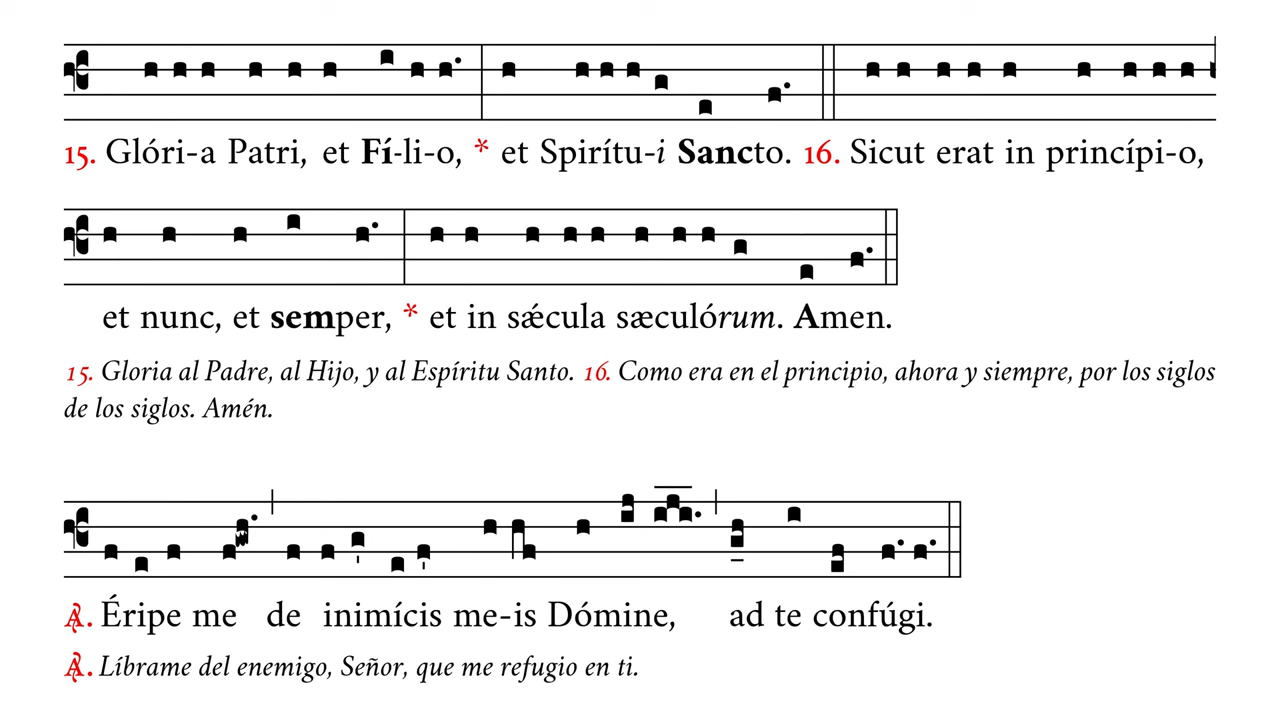 15. Glóri-a Patri, et Fí-li-o, * et Spirítu-i Sancto. 16. Sicut erat in princípi-o,
et nunc, et semper, * et in sǽcula sæculórum. Amen.
15. Gloria al Padre, al Hijo, y al Espíritu Santo. 16. Como era en el principio, ahora y siempre, por los siglos
de los siglos. Amén.
A. Éripe me de inimícis me-is Dómine, ad te confúgi.
A. Líbrame del enemigo, Señor, que me refugio en ti.